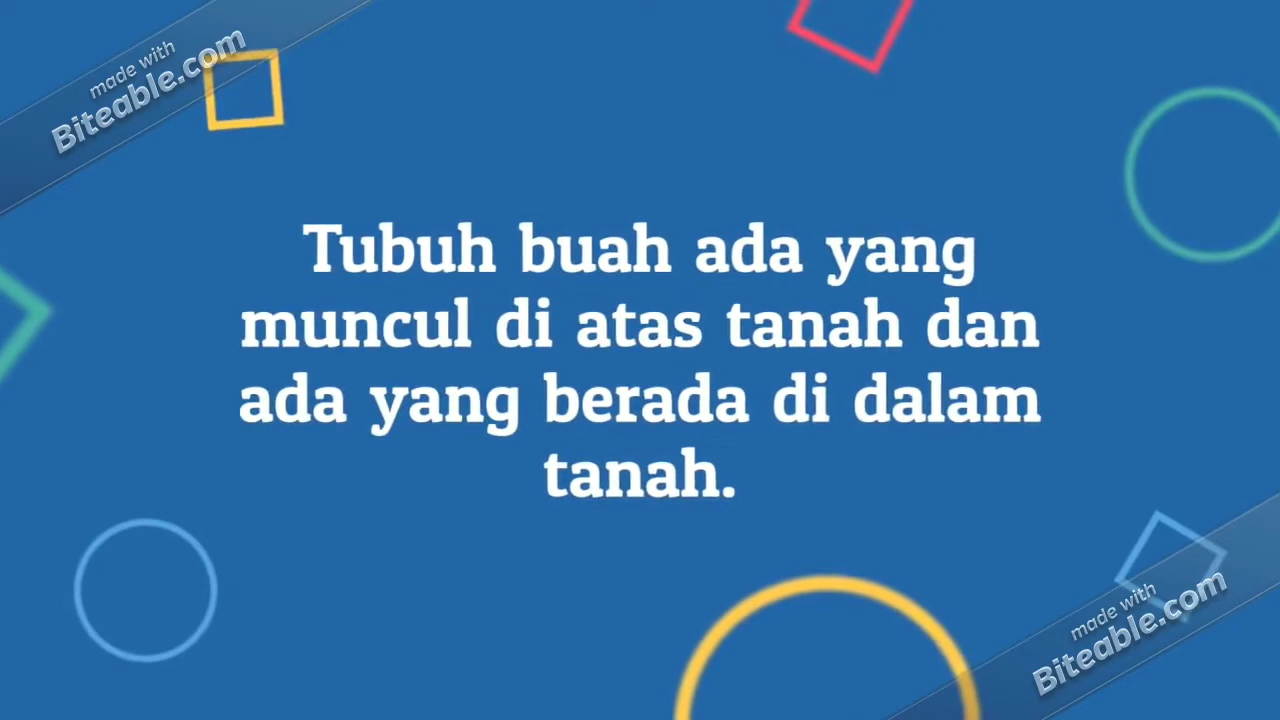 made with
Biteable.com
Tubuh buah ada yang
muncul di atas tanah dan
ada yang berada di dalam
tanah.
made with
Biteable.com